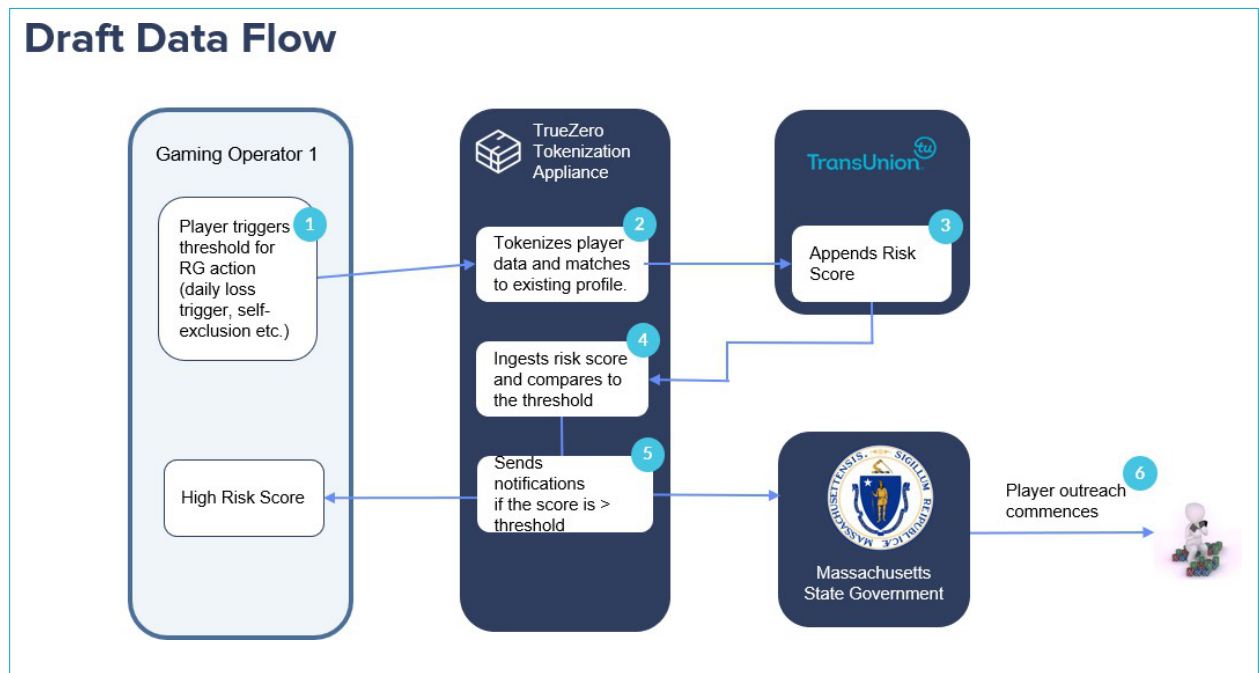 Draft Data Flow
Gaming Operator 1
1
Player triggers
threshold for
RG action
(daily loss
trigger, self-
exclusion etc.)
High Risk Score
TrueZero
Tokenization
Appliance
2
Tokenizes player
data and matches
to existing profile.
tu
TransUnion
3
Appends Risk
Score
4
Ingests risk score
and compares to
the threshold
5
Sends
notifications
if the score is >
threshold
SIGILLUM REIPUBLICÆ MASSACHUSETTENSIS
Massachusetts
State Government
6
Player outreach
commences